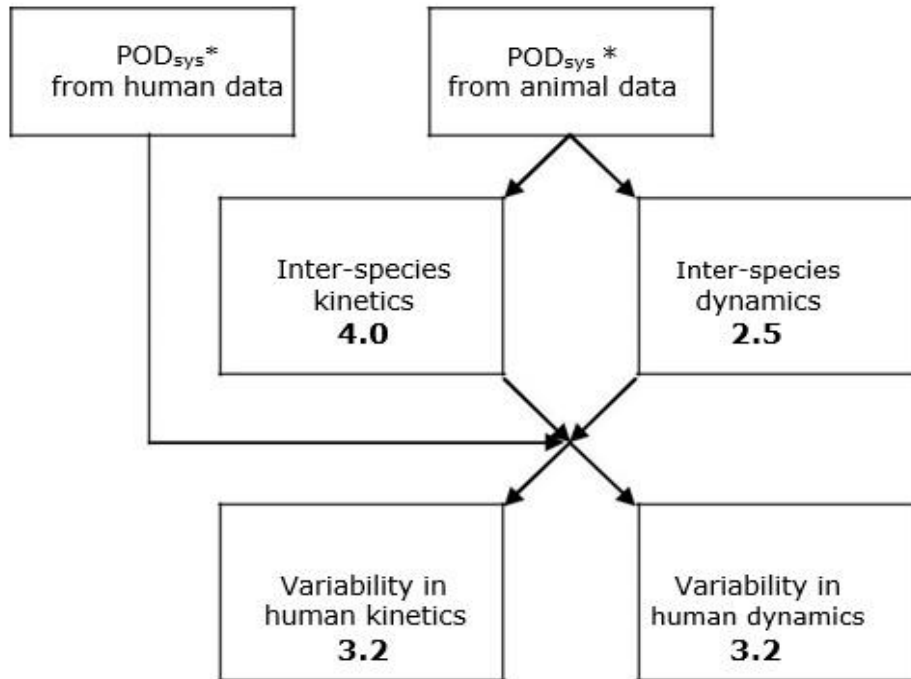 PODsys*
from human data
PODsys *
from animal data
Inter-species
kinetics
4.0
Inter-species
dynamics
2.5
Variability in
human kinetics
3.2
Variability in
human dynamics
3.2